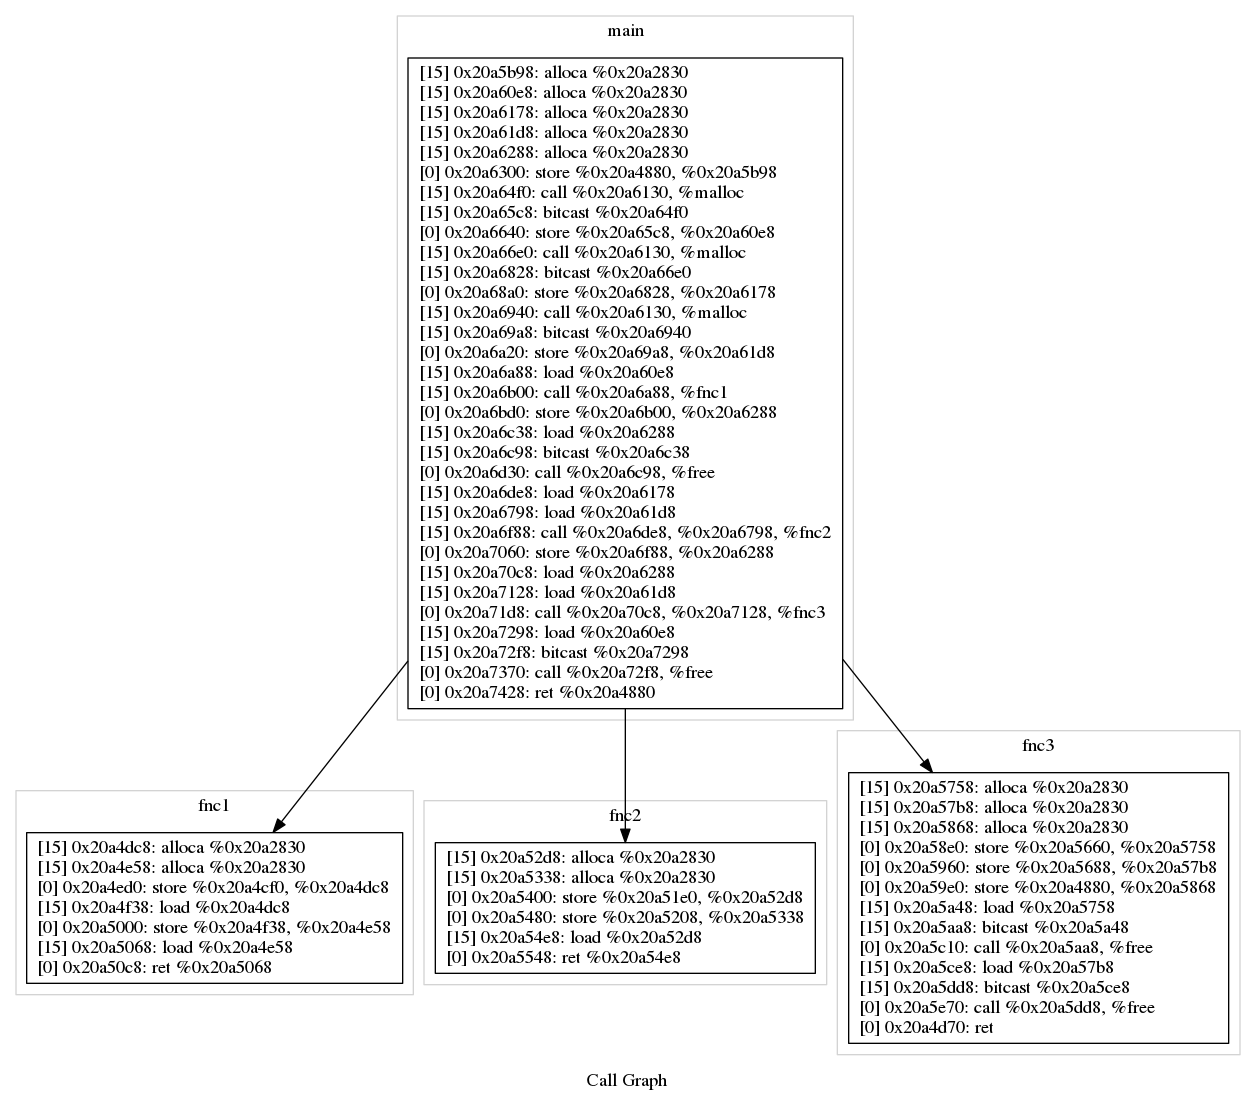 main
[15] 0x20a5b98: alloca %0x20a2830
[15] 0x20a60e8: alloca %0x20a2830
[15] 0x20a6178: alloca %0x20a2830
[15] 0x20a61d8: alloca %0x20a2830
[15] 0x20a6288: alloca %0x20a2830
[0] 0x20a6300: store %0x20a4880, %0x20a5b98
[15] 0x20a64f0: call %0x20a6130, %malloc
[15] 0x20a65c8: bitcast %0x20a64f0
[0] 0x20a6640: store %0x20a65c8, %0x20a60e8
[15] 0x20a66e0: call %0x20a6130, %malloc
[15] 0x20a6828: bitcast %0x20a66e0
[0] 0x20a68a0: store %0x20a6828, %0x20a6178
[15] 0x20a6940: call %0x20a6130, %malloc
[15] 0x20a69a8: bitcast %0x20a6940
[0] 0x20a6a20: store %0x20a69a8, %0x20a61d8
[15] 0x20a6a88: load %0x20a60e8
[15] 0x20a6b00: call %0x20a6a88, %fnc1
[0] 0x20a6bd0: store %0x20a6b00, %0x20a6288
[15] 0x20a6c38: load %0x20a6288
[15] 0x20a6c98: bitcast %0x20a6c38
[0] 0x20a6d30: call %0x20a6c98, %free
[15] 0x20a6de8: load %0x20a6178
[15] 0x20a6798: load %0x20a61d8
[15] 0x20a6f88: call %0x20a6de8, %0x20a6798, %fnc2
[0] 0x20a7060: store %0x20a6f88, %0x20a6288
[15] 0x20a70c8: load %0x20a6288
[15] 0x20a7128: load %0x20a61d8
[0] 0x20a71d8: call %0x20a70c8, %0x20a7128, %fnc3
[15] 0x20a7298: load %0x20a60e8
[15] 0x20a72f8: bitcast %0x20a7298
[0] 0x20a7370: call %0x20a72f8, %free
[0] 0x20a7428: ret %0x20a4880
fnc1
[15] 0x20a4dc8: alloca %0x20a2830
[15] 0x20a4e58: alloca %0x20a2830
[0] 0x20a4ed0: store %0x20a4cf0, %0x20a4dc8
[15] 0x20a4f38: load %0x20a4dc8
[0] 0x20a5000: store %0x20a4f38, %0x20a4e58
[15] 0x20a5068: load %0x20a4e58
[0] 0x20a50c8: ret %0x20a5068
fnc2
[15] 0x20a52d8: alloca %0x20a2830
[15] 0x20a5338: alloca %0x20a2830
[0] 0x20a5400: store %0x20a51e0, %0x20a52d8
[0] 0x20a5480: store %0x20a5208, %0x20a5338
[15] 0x20a54e8: load %0x20a52d8
[0] 0x20a5548: ret %0x20a54e8
fnc3
[15] 0x20a5758: alloca %0x20a2830
[15] 0x20a57b8: alloca %0x20a2830
[15] 0x20a5868: alloca %0x20a2830
[0] 0x20a58e0: store %0x20a5660, %0x20a5758
[0] 0x20a5960: store %0x20a5688, %0x20a57b8
[0] 0x20a59e0: store %0x20a4880, %0x20a5868
[15] 0x20a5a48: load %0x20a5758
[15] 0x20a5aa8: bitcast %0x20a5a48
[0] 0x20a5c10: call %0x20a5aa8, %free
[15] 0x20a5ce8: load %0x20a57b8
[15] 0x20a5dd8: bitcast %0x20a5ce8
[0] 0x20a5e70: call %0x20a5dd8, %free
[0] 0x20a4d70: ret
Call Graph